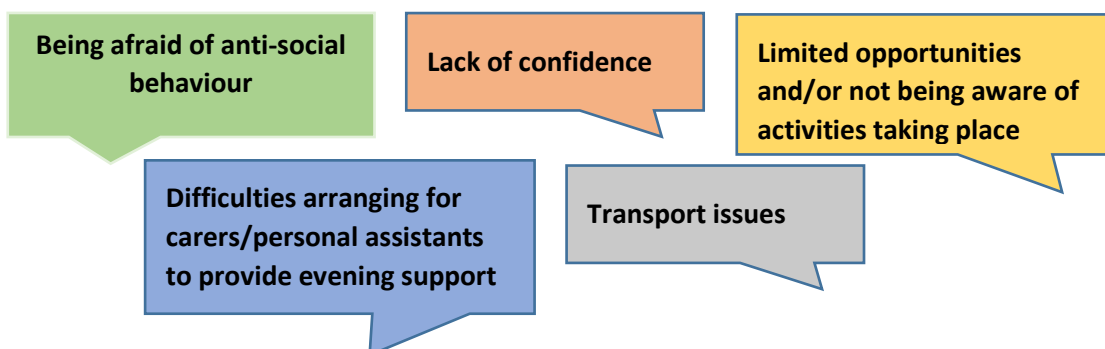 Being afraid of anti-social
behaviour
Lack of confidence
Limited opportunities
and/or not being aware of
activities taking place
Difficulties arranging for
carers/personal assistants
to provide evening support
Transport issues